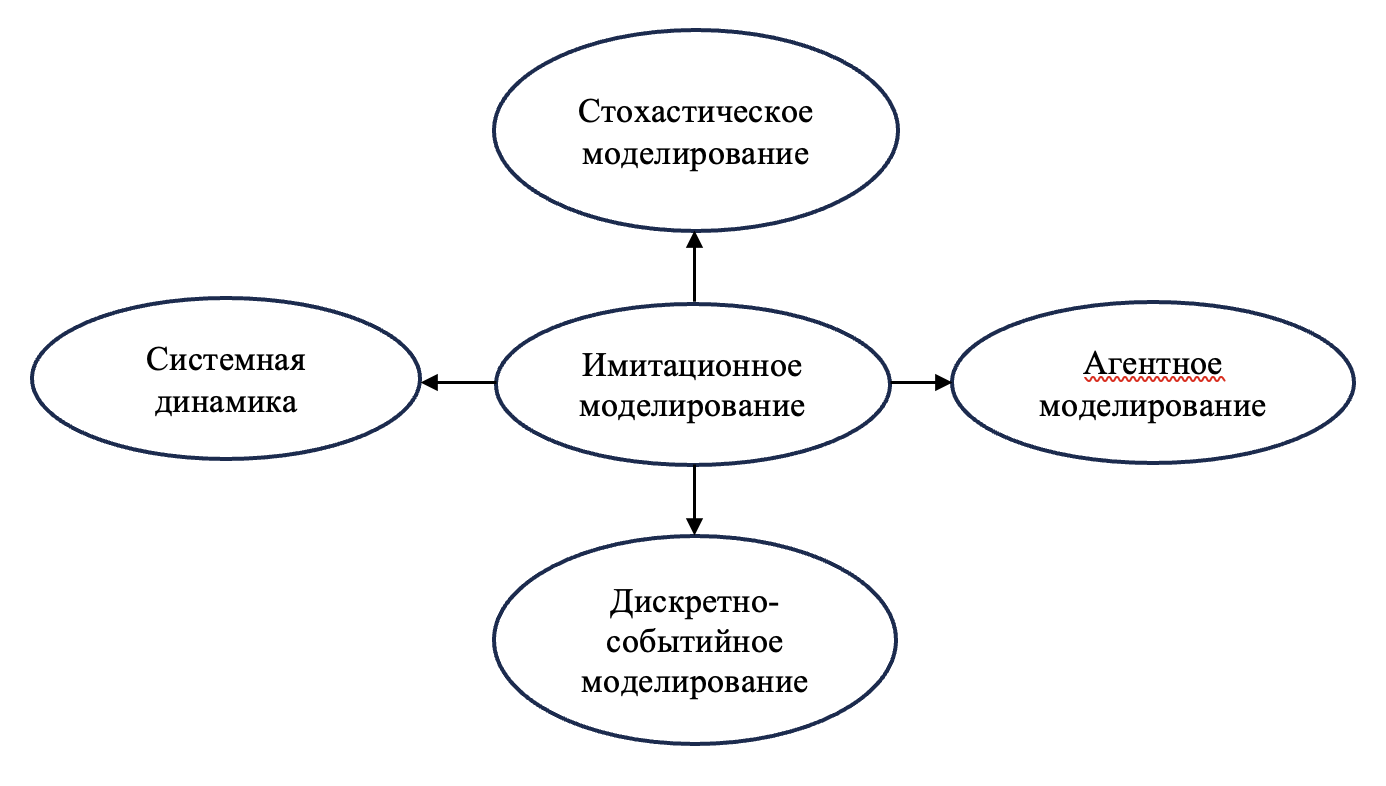 Стохастическое
моделирование
Системная
динамика
Имитационное
моделирование
Агентное
моделирование
Дискретно-
событийное
моделирование